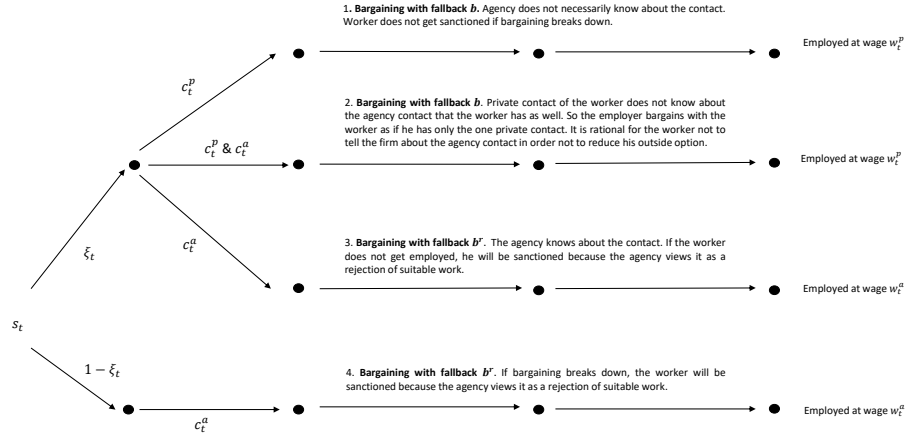 1. Bargaining with fallback b. Agency does not necessarily know about the contact.
Worker does not get sanctioned if bargaining breaks down.
Employed at wage w_t^p
c_t^p
2. Bargaining with fallback b. Private contact of the worker does not know about
the agency contact that the worker has as well. So the employer bargains with the
worker as if he has only the one private contact. It is rational for the worker not to
tell the firm about the agency contact in order not to reduce his outside option.
c_t^p & c_t^a
Employed at wage w_t^p
c_t^a
3. Bargaining with fallback b^r. The agency knows about the contact. If the worker
does not get employed, he will be sanctioned because the agency views it as a
rejection of suitable work.
ξ_t
Employed at wage w_t^a
s_t
1 − ξ_t
4. Bargaining with fallback b^r. If bargaining breaks down, the worker will be
sanctioned because the agency views it as a rejection of suitable work.
c_t^a
Employed at wage w_t^a